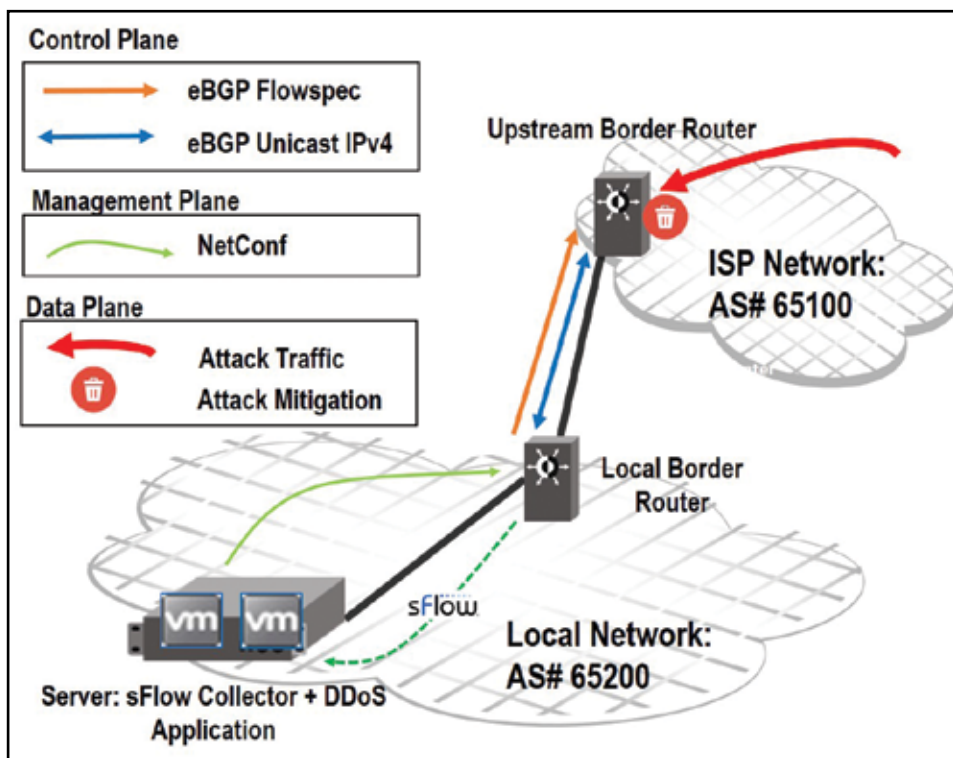 Control Plane
eBGP Flowspec
eBGP Unicast IPv4
Management Plane
NetConf
Data Plane
Attack Traffic
Attack Mitigation
Upstream Border Router
ISP Network:
AS# 65100
Local Border
Router
sFlow
vm vm
Local Network:
AS# 65200
Server: sFlow Collector + DDoS
Application